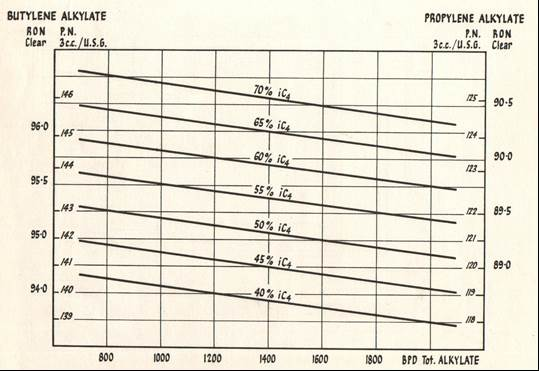 BUTYLENE ALKYLATE
PROPYLENE ALKYLATE
RON P.N.
Clear 3c.c./U.S.G.
P.N. RON
3c.c./U.S.G. Clear
146
96·0
145
144
95·5
143
95·0
142
141
94·0
140
139
70% iC4
65% iC4
60% iC4
55% iC4
50% iC4
45% iC4
40% iC4
125
90·5
124
90·0
123
122
89·5
121
120
89·0
119
118
800 1000 1200 1400 1600 1800 BPD Tot. ALKYLATE